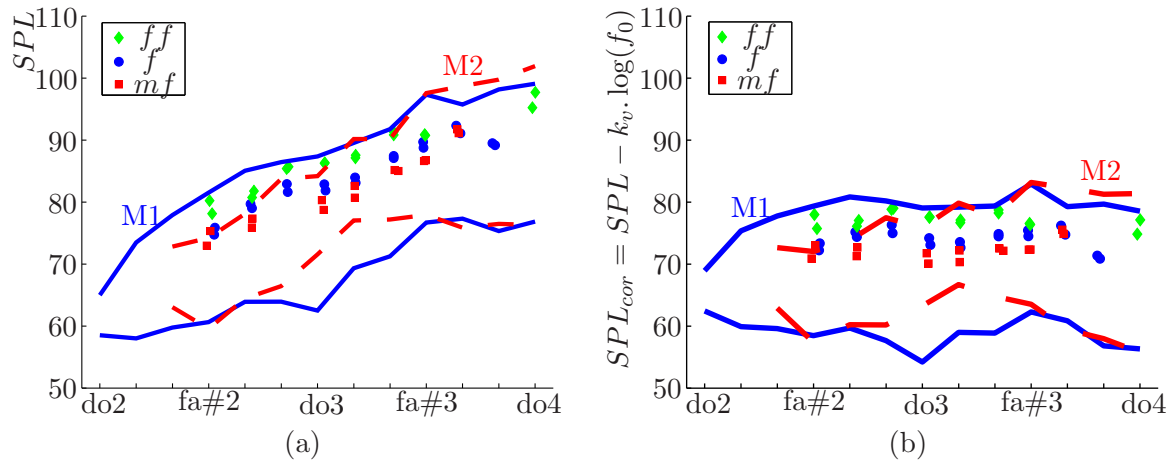 SPL
110
100
90
80
70
60
50
ff
f
mf
M1
M2
do2 fa#2 do3 fa#3 do4
(a)
SPL_cor = SPL − k_v.log(f_0)
110
100
90
80
70
60
50
ff
f
mf
M1
M2
do2 fa#2 do3 fa#3 do4
(b)